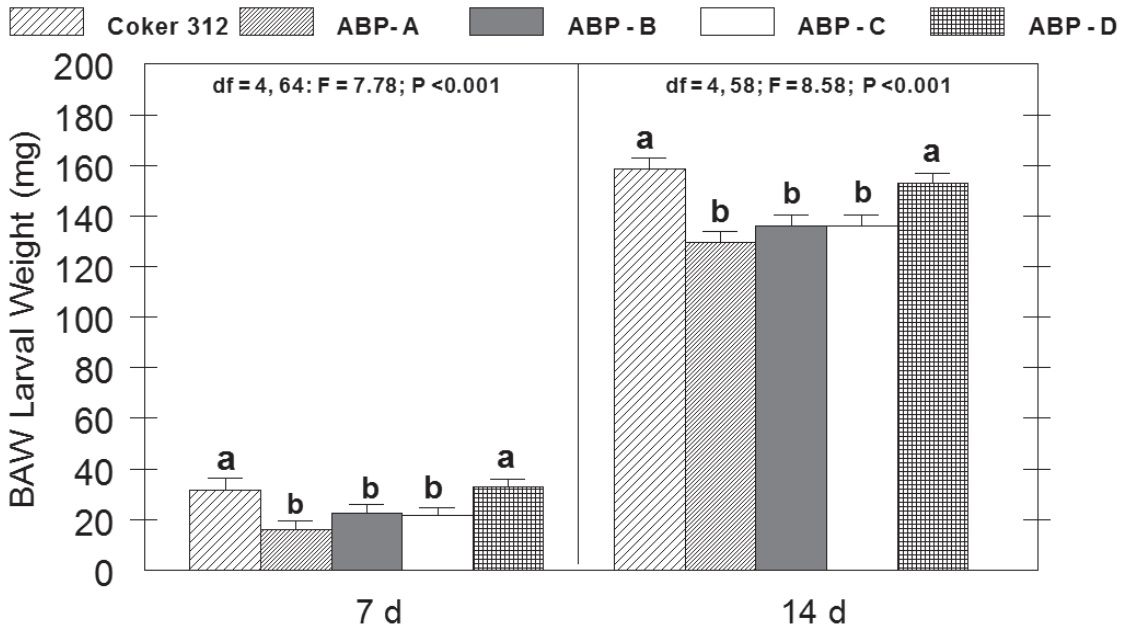 Coker 312 ABP-A ABP-B ABP-C ABP-D
df = 4, 64: F = 7.78; P <0.001
df = 4, 58; F = 8.58; P <0.001
BAW Larval Weight (mg)
200
180
160
140
120
100
80
60
40
20
0
a b b b a
a b b b a
7 d 14 d